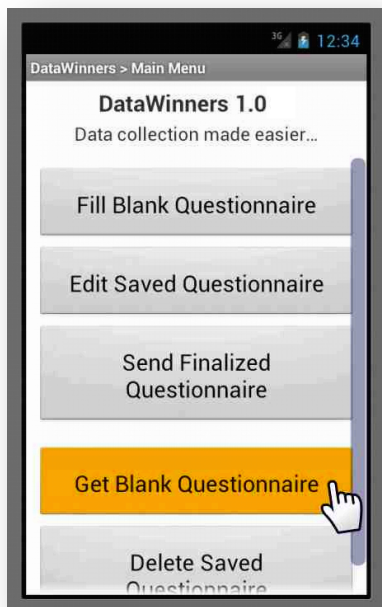 3G 12:34
DataWinners > Main Menu
DataWinners 1.0
Data collection made easier...
Fill Blank Questionnaire
Edit Saved Questionnaire
Send Finalized
Questionnaire
Get Blank Questionnaire
Delete Saved
Questionnaire